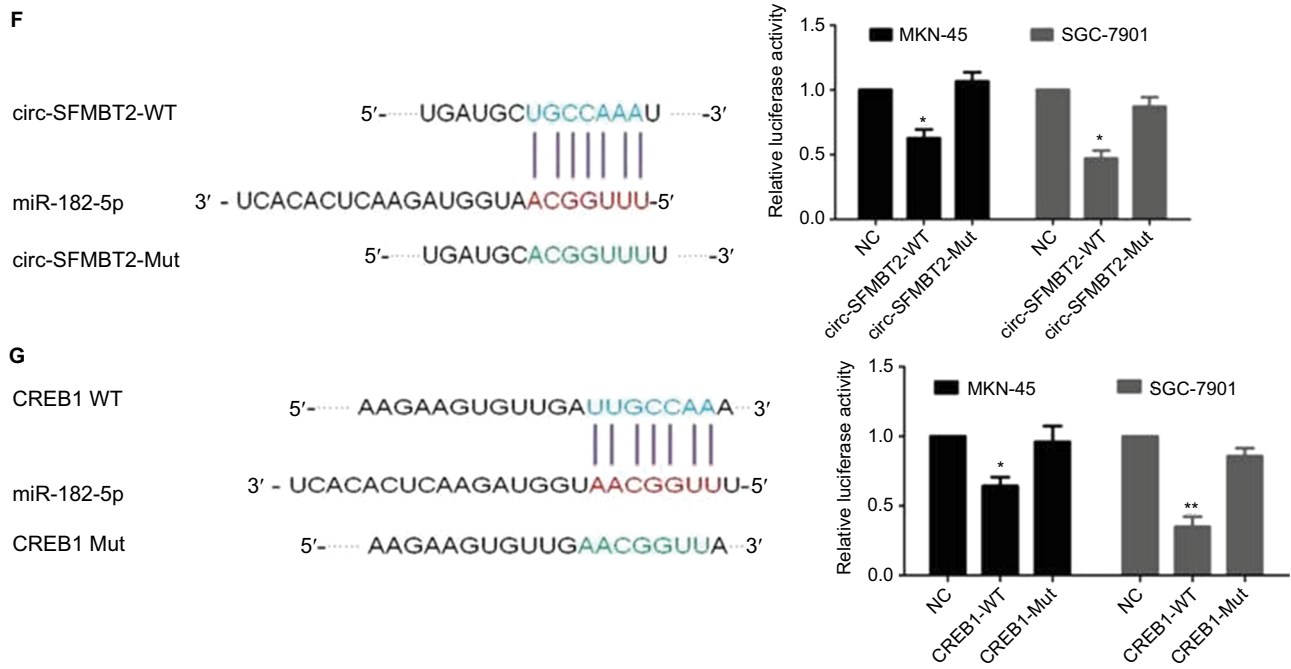 F
circ-SFMBT2-WT
5′-······UGAUGCUGCCAAAU ······-3′
miR-182-5p
3′ - UCACACUCAAGAUGGUAACGGUUU-5′
circ-SFMBT2-Mut
5′-······UGAUGCACGGUUUU ······-3′
Relative luciferase activity
1.5
1.0
0.5
0.0
MKN-45
SGC-7901
*
*
NC
circ-SFMBT2-WT
circ-SFMBT2-Mut
NC
circ-SFMBT2-WT
circ-SFMBT2-Mut
G
CREB1 WT
5′-······ AAGAAGUGUUGAUUGCCAAA···3′
miR-182-5p
3′ - UCACACUCAAGAUGGUAACGGUUU-5′
CREB1 Mut
5′-······ AAGAAGUGUUGAACGGUUA···3′
Relative luciferase activity
1.5
1.0
0.5
0.0
MKN-45
SGC-7901
*
**
NC
CREB1-WT
CREB1-Mut
NC
CREB1-WT
CREB1-Mut